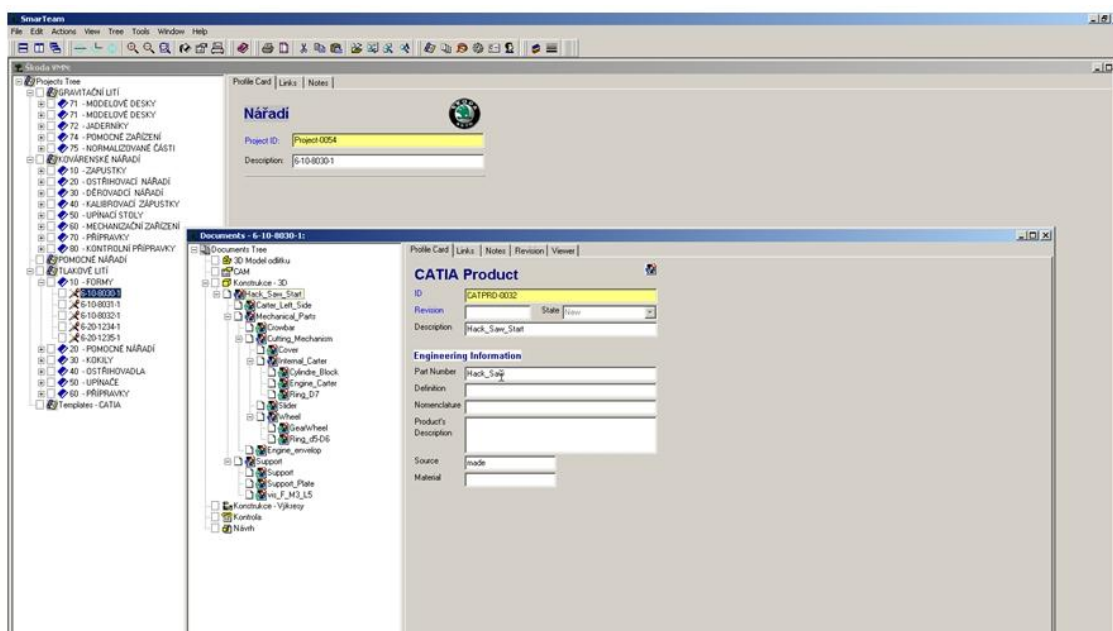 SmarTeam
File Edit Actions View Tree Tools Window Help
Škoda VMPK
Projects Tree
GRAVITAČNÍ LITÍ
71 - MODELOVÉ DESKY
71 - MODELOVÉ DESKY
72 - JADERNÍKY
74 - POMOCNÉ ZAŘÍZENÍ
75 - NORMALIZOVANÉ ČÁSTI
KOVÁRENSKÉ NÁŘADÍ
10 - ZÁPUSTKY
20 - OSTŘIHOVACÍ NÁŘADÍ
30 - DĚROVADCÍ NÁŘADÍ
40 - KALIBROVACÍ ZÁPUSTKY
50 - UPÍNACÍ STOLY
60 - MECHANIZAČNÍ ZAŘÍZENÍ
70 - PŘÍPRAVKY
80 - KONTROLNÍ PŘÍPRAVKY
POMOCNÉ NÁŘADÍ
TLAKOVÉ LITÍ
10 - FORMY
6-10-8030-1
6-10-8031-1
6-10-8032-1
6-20-1234-1
6-20-1235-1
20 - POMOCNÉ NÁŘADÍ
30 - KOKILY
40 - OSTŘIHOVADLA
50 - UPÍNAČE
60 - PŘÍPRAVKY
Templates - CATIA
Profile Card Links Notes
Nářadí
Project ID: Project-0054
Description: 6-10-8030-1
Documents - 6-10-8030-1:
Documents Tree
3D Model odlitku
CAM
Konstrukce - 3D
Hack_Saw_Start
Carter_Left_Side
Mechanical_Parts
Crowbar
Cutting_Mechanism
Cover
Internal_Carter
Cylindre_Block
Engine_Carter
Ring_D7
Slider
Wheel
GearWheel
Ring_d5-D6
Engine_envelop
Support
Support
Support_Plate
vis_F_M3_L5
Konstrukce - Výkresy
Kontrola
Návrh
Profile Card Links Notes Revision Viewer
CATIA Product
ID CATPRD-0032
Revision State New
Description Hack_Saw_Start
Engineering Information
Part Number Hack_Saw
Definition
Nomenclature
Product's
Description
Source made
Material